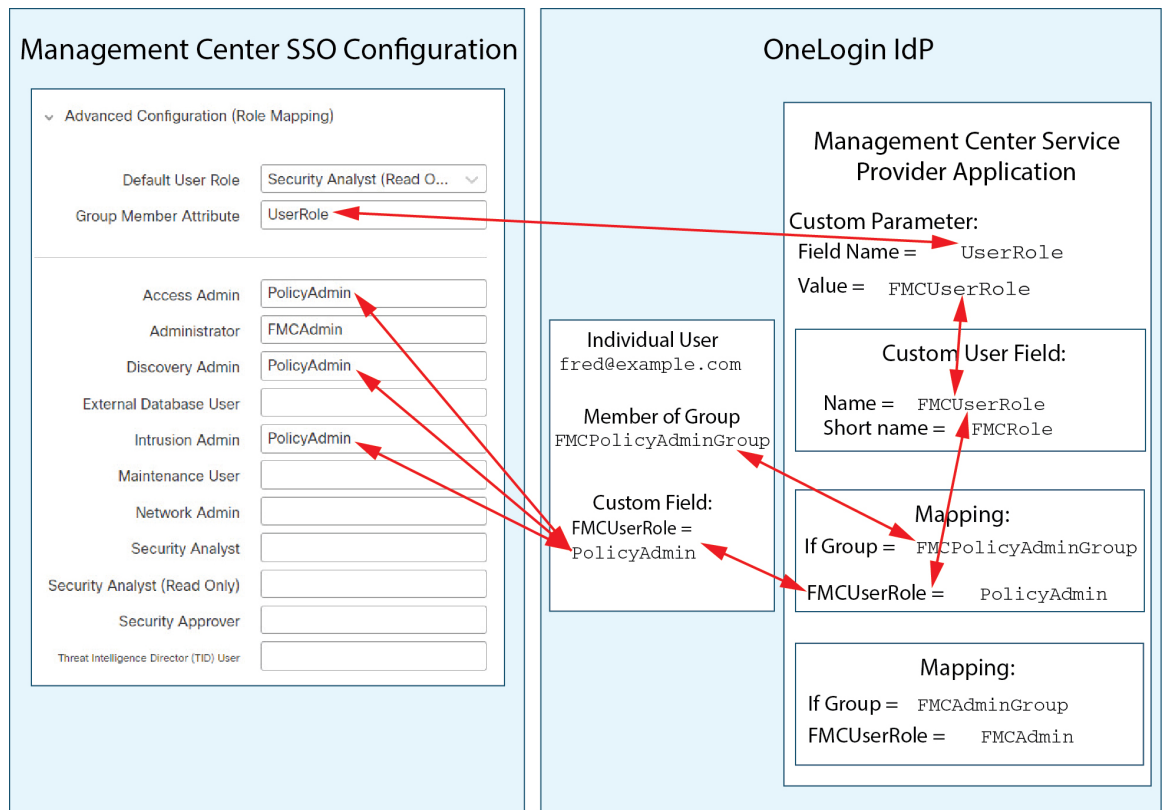 Management Center SSO Configuration
Advanced Configuration (Role Mapping)
Default User Role Security Analyst (Read O...
Group Member Attribute UserRole
Access Admin PolicyAdmin
Administrator FMCAdmin
Discovery Admin PolicyAdmin
External Database User
Intrusion Admin PolicyAdmin
Maintenance User
Network Admin
Security Analyst
Security Analyst (Read Only)
Security Approver
Threat Intelligence Director (TID) User
OneLogin IdP
Individual User
fred@example.com
Member of Group
FMCPolicyAdminGroup
Custom Field:
FMCUserRole =
PolicyAdmin
Management Center Service
Provider Application
Custom Parameter:
Field Name = UserRole
Value = FMCUserRole
Custom User Field:
Name = FMCUserRole
Short name = FMCRole
Mapping:
If Group = FMCPolicyAdminGroup
FMCUserRole = PolicyAdmin
Mapping:
If Group = FMCAdminGroup
FMCUserRole = FMCAdmin